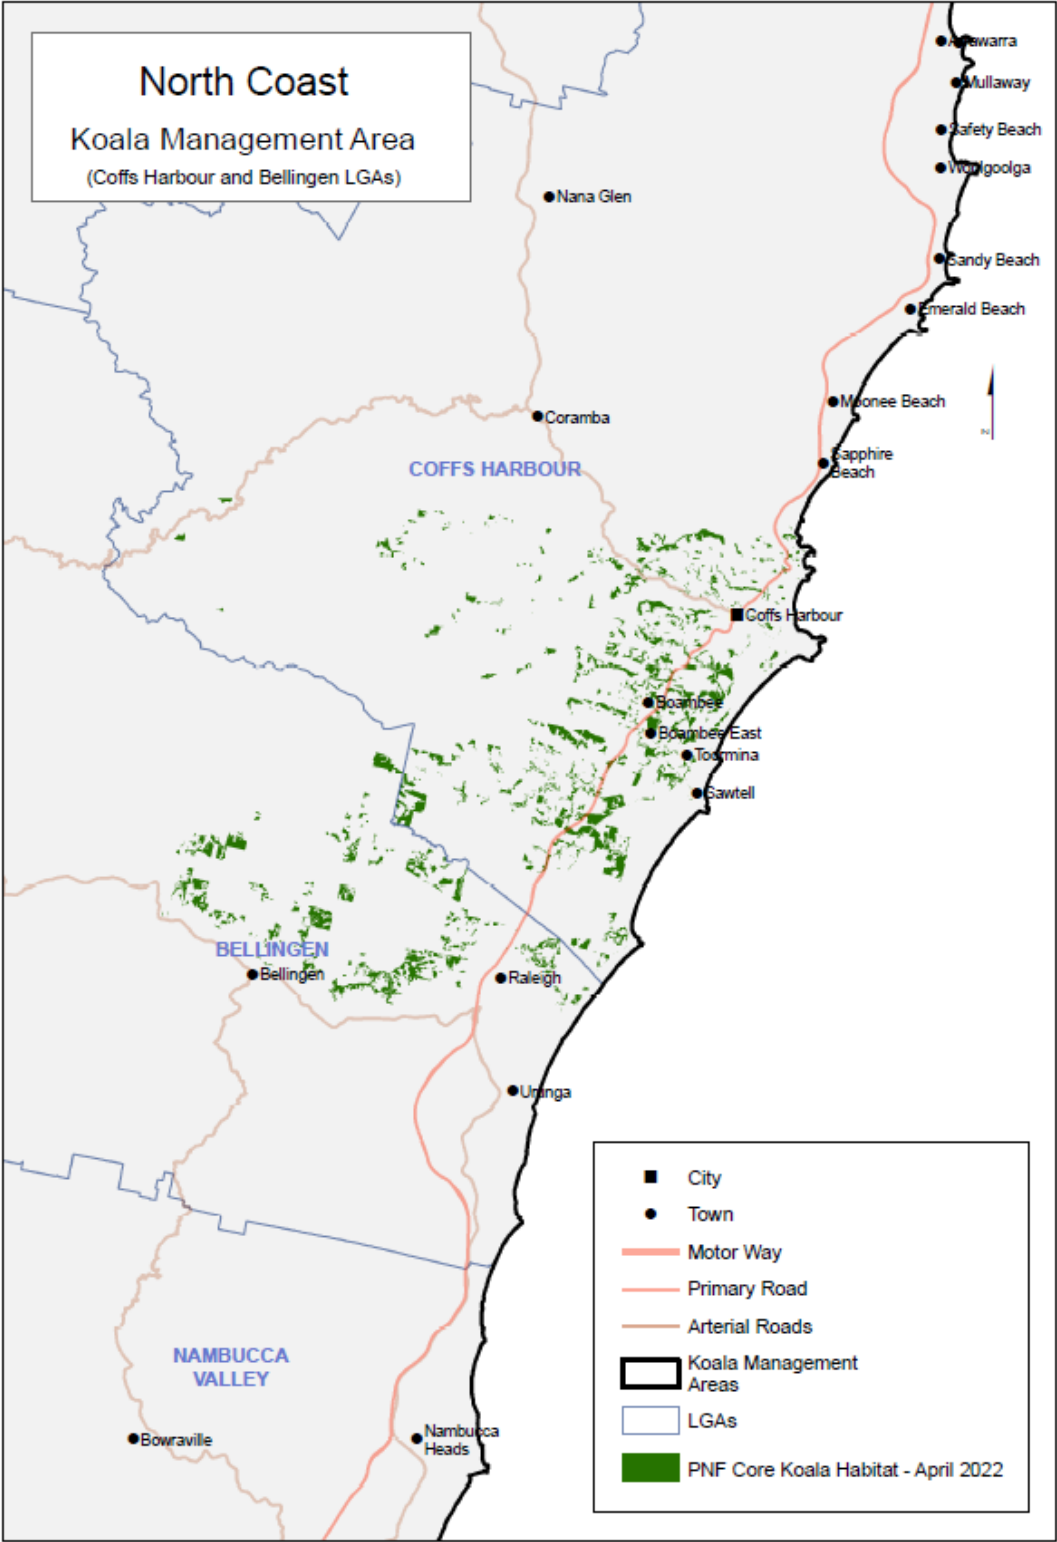 North Coast
Koala Management Area
(Coffs Harbour and Bellingen LGAs)
Arrawarra
Mullaway
Safety Beach
Woolgoolga
Nana Glen
Sandy Beach
Emerald Beach
Moonee Beach
Coramba
Sapphire
Beach
COFFS HARBOUR
N
Coffs Harbour
Boambee
Boambee East
Toormina
Sawtell
BELLINGEN
Bellingen
Raleigh
Urunga
NAMBUCCA
VALLEY
Bowraville
Nambucca
Heads
City
Town
Motor Way
Primary Road
Arterial Roads
Koala Management
Areas
LGAs
PNF Core Koala Habitat - April 2022